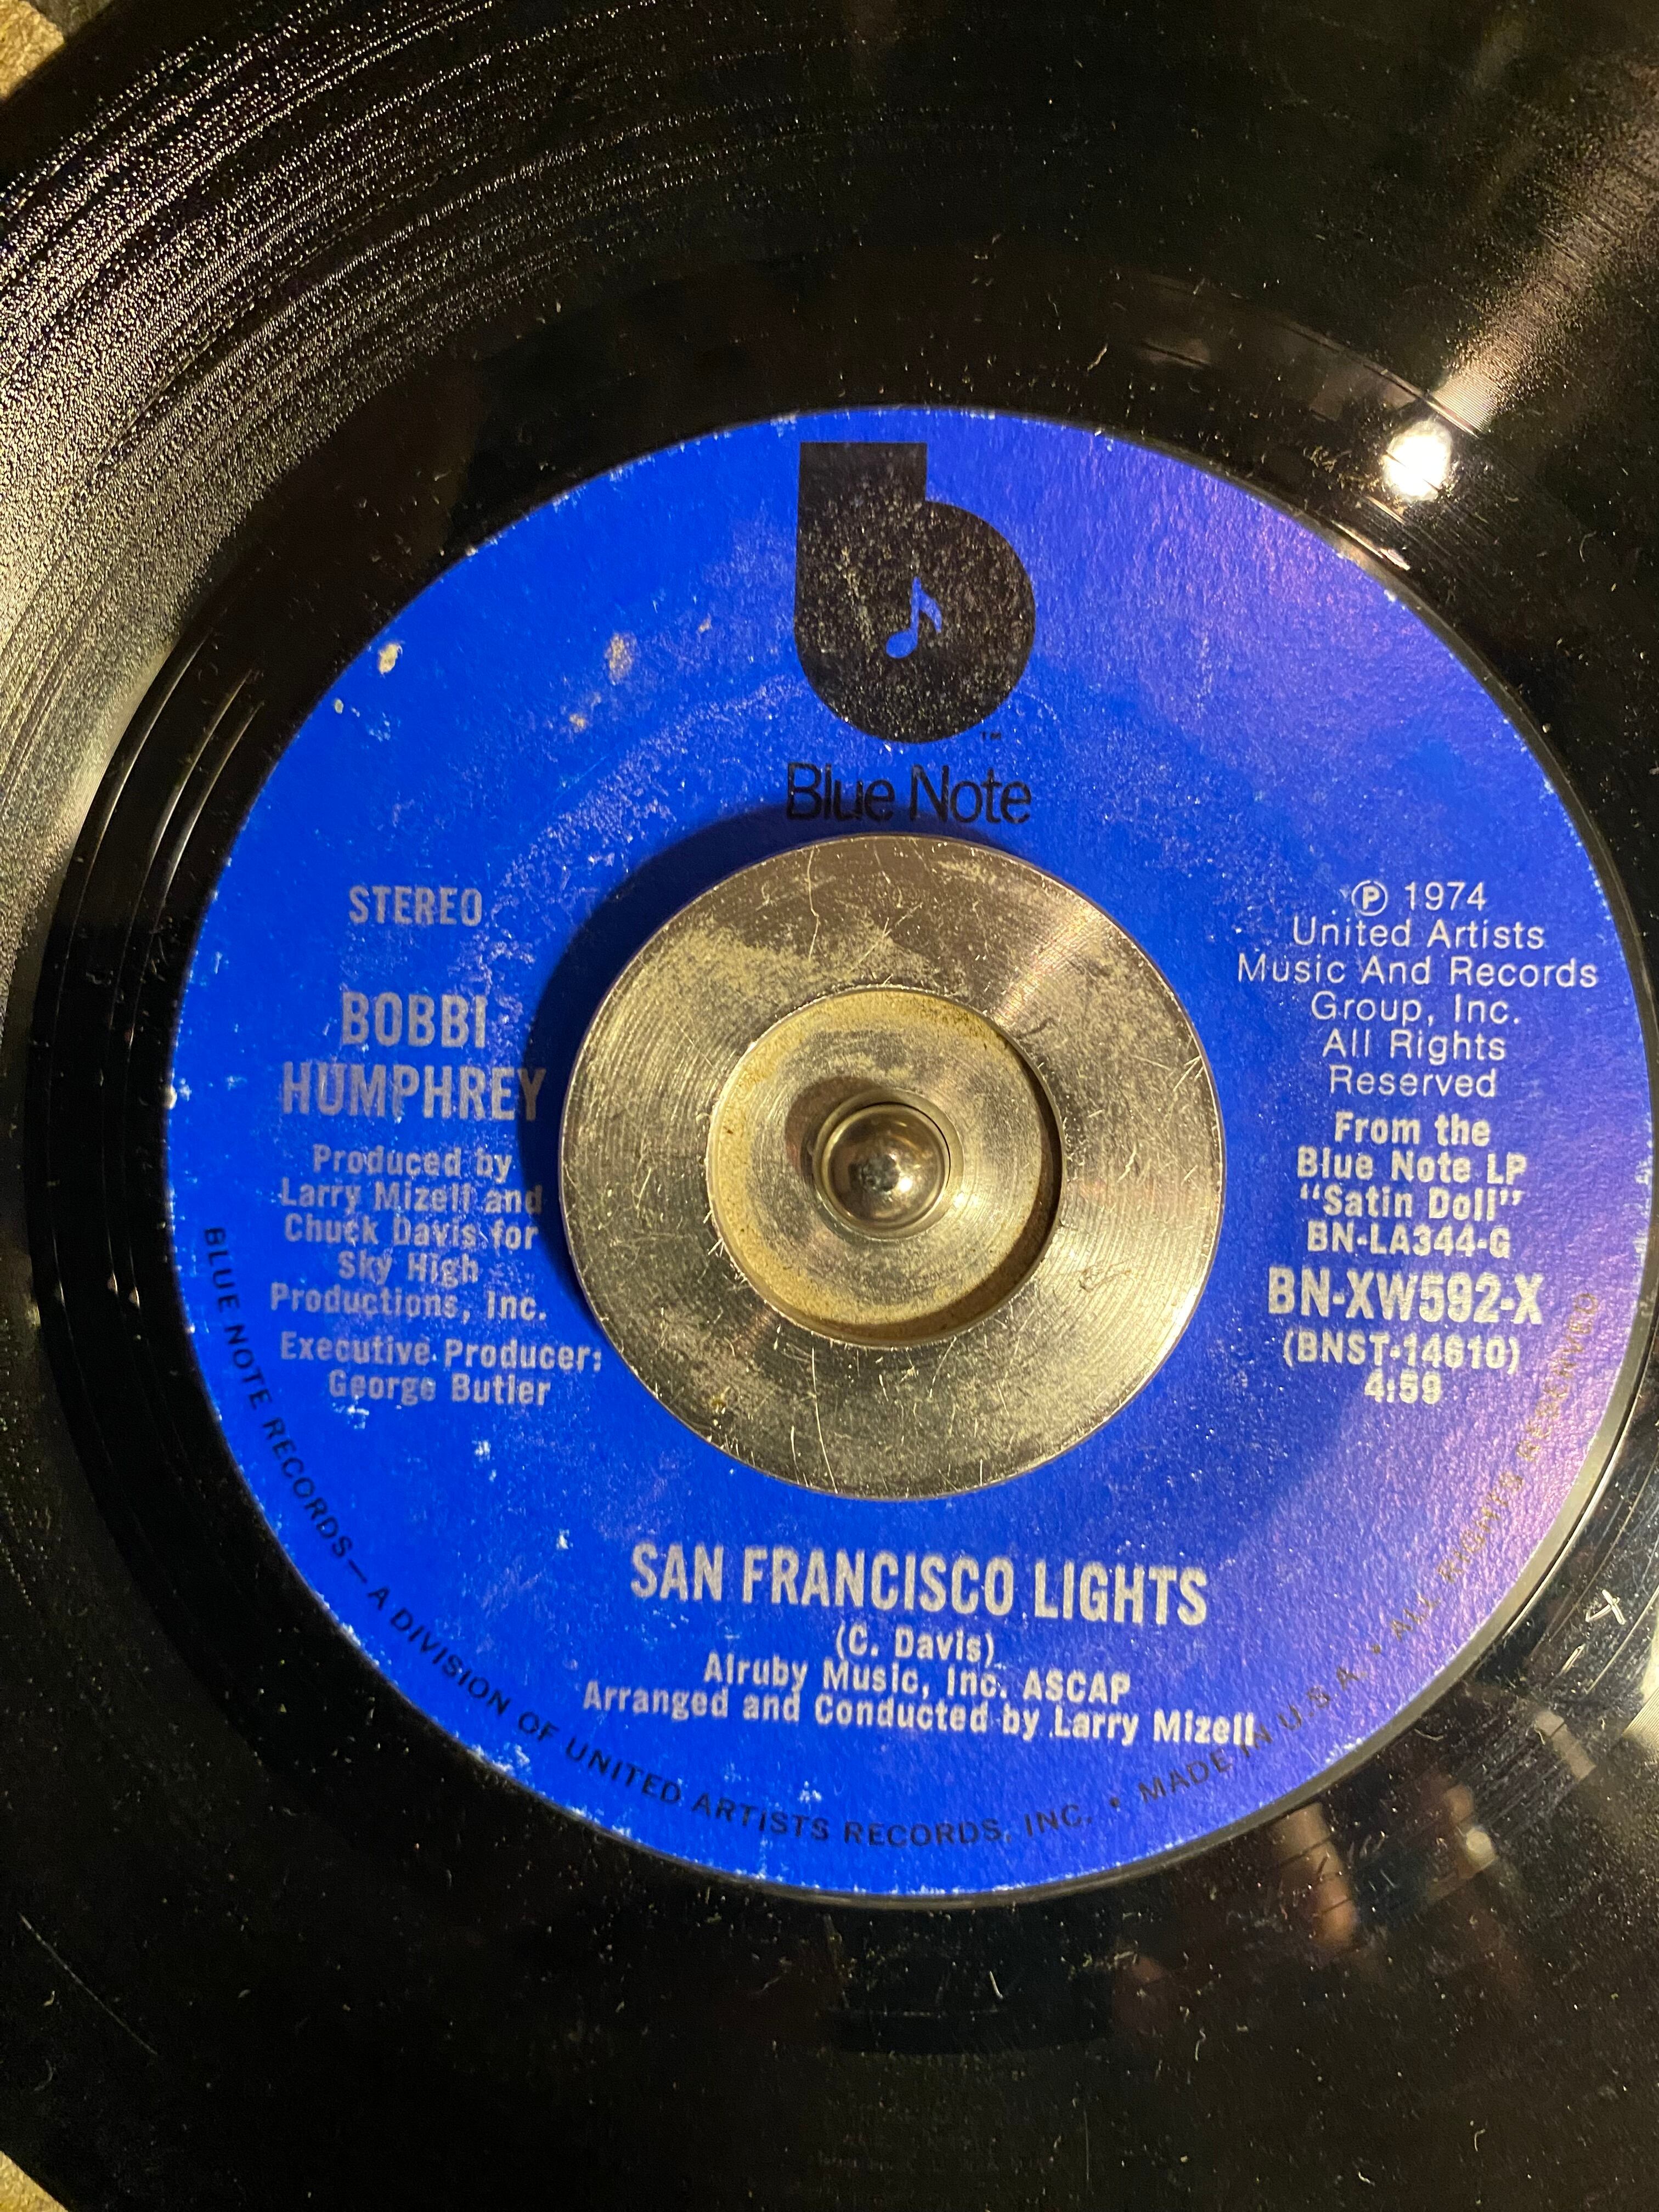 Blue Note
TM
STEREO
BOBBI
HUMPHREY
Produced by
Larry Mizell and
Chuck Davis for
Sky High
Productions, Inc.
Executive Producer:
George Butler
℗ 1974
United Artists
Music And Records
Group, Inc.
All Rights
Reserved
From the
Blue Note LP
"Satin Doll"
BN-LA344-G
BN-XW592-X
(BNST-14610)
4:59
SAN FRANCISCO LIGHTS
(C. Davis)
Alruby Music, Inc. ASCAP
Arranged and Conducted by Larry Mizell
BLUE NOTE RECORDS — A DIVISION OF UNITED ARTISTS RECORDS, INC. • MADE IN U.S.A. • ALL RIGHTS RESERVED